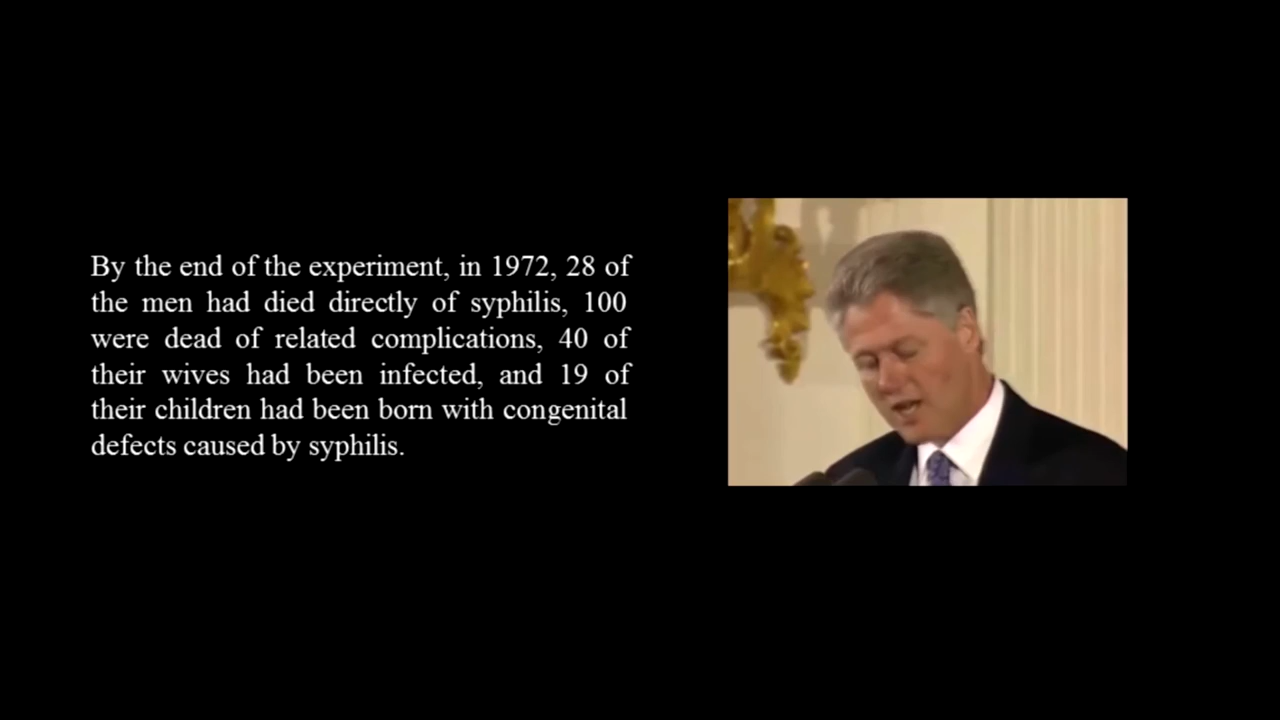 By the end of the experiment, in 1972, 28 of
the men had died directly of syphilis, 100
were dead of related complications, 40 of
their wives had been infected, and 19 of
their children had been born with congenital
defects caused by syphilis.